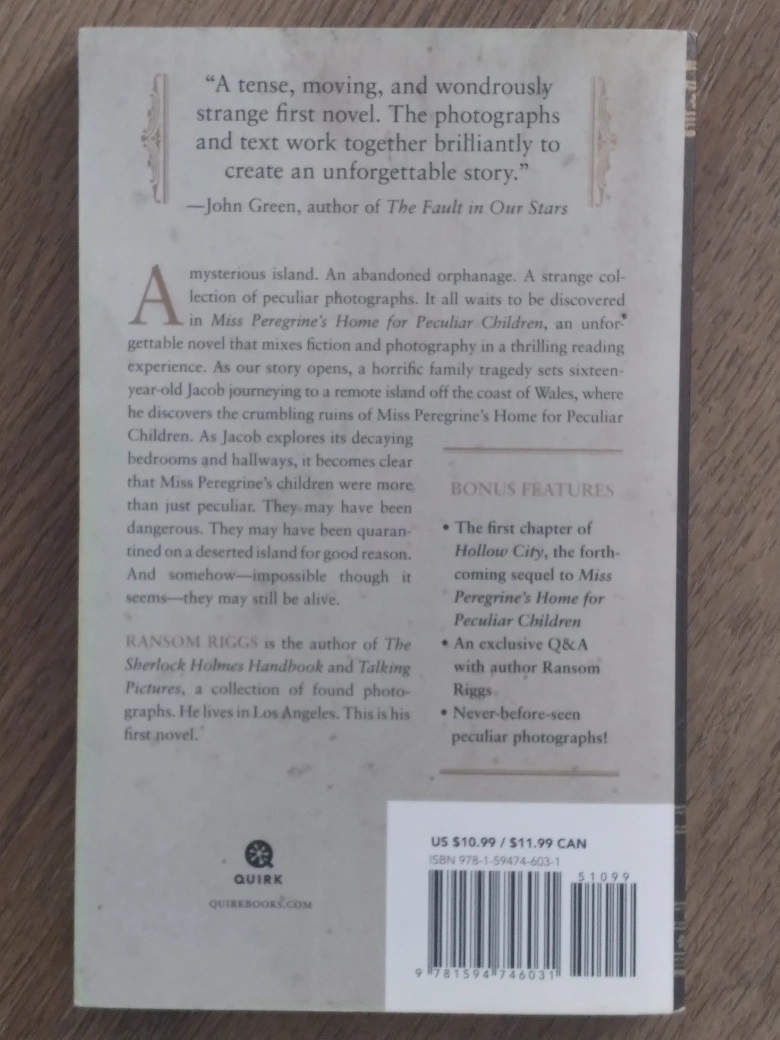 “A tense, moving, and wondrously
strange first novel. The photographs
and text work together brilliantly to
create an unforgettable story.”
—John Green, author of The Fault in Our Stars
A mysterious island. An abandoned orphanage. A strange col-
lection of peculiar photographs. It all waits to be discovered
in Miss Peregrine’s Home for Peculiar Children, an unfor-
gettable novel that mixes fiction and photography in a thrilling reading
experience. As our story opens, a horrific family tragedy sets sixteen-
year-old Jacob journeying to a remote island off the coast of Wales, where
he discovers the crumbling ruins of Miss Peregrine’s Home for Peculiar
Children. As Jacob explores its decaying
bedrooms and hallways, it becomes clear
that Miss Peregrine’s children were more
than just peculiar. They may have been
dangerous. They may have been quaran-
tined on a deserted island for good reason.
And somehow—impossible though it
seems—they may still be alive.
RANSOM RIGGS is the author of The
Sherlock Holmes Handbook and Talking
Pictures, a collection of found photo-
graphs. He lives in Los Angeles. This is his
first novel.
BONUS FEATURES
• The first chapter of
Hollow City, the forth-
coming sequel to Miss
Peregrine’s Home for
Peculiar Children
• An exclusive Q&A
with author Ransom
Riggs
• Never-before-seen
peculiar photographs!
QUIRK
QUIRKBOOKS.COM
US $10.99 / $11.99 CAN
ISBN 978-1-59474-603-1
51099
9 781594 746031